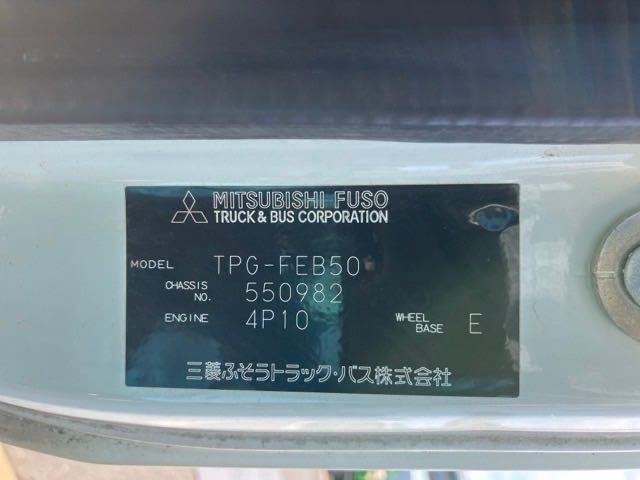 MITSUBISHI FUSO
TRUCK & BUS CORPORATION
MODEL TPG-FEB50
CHASSIS NO. 550982
ENGINE 4P10 WHEEL BASE E
三菱ふそうトラック・バス株式会社